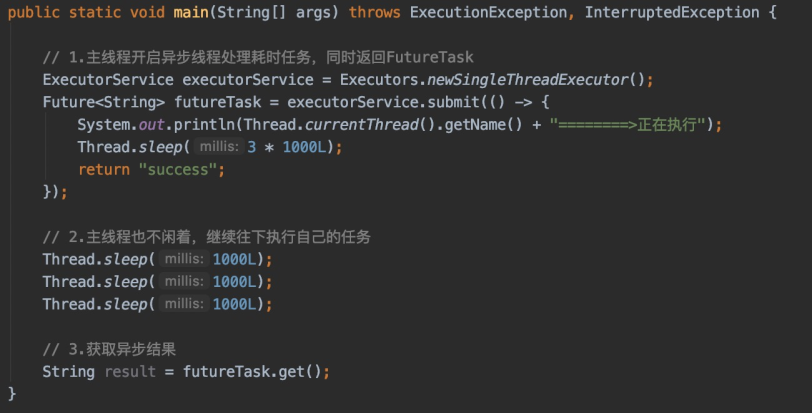 public static void main(String[] args) throws ExecutionException, InterruptedException {
// 1.主线程开启异步线程处理耗时任务，同时返回FutureTask
ExecutorService executorService = Executors.newSingleThreadExecutor();
Future<String> futureTask = executorService.submit(() -> {
System.out.println(Thread.currentThread().getName() + "========>正在执行");
Thread.sleep( millis: 3 * 1000L);
return "success";
});
// 2.主线程也不闲着，继续往下执行自己的任务
Thread.sleep( millis: 1000L);
Thread.sleep( millis: 1000L);
Thread.sleep( millis: 1000L);
// 3.获取异步结果
String result = futureTask.get();
}